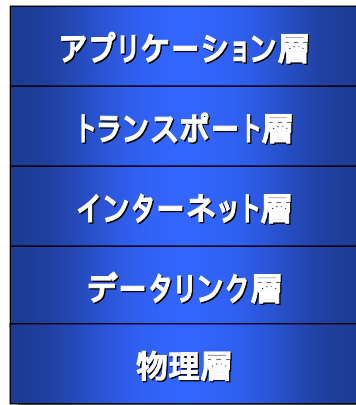 アプリケーション層
トランスポート層
インターネット層
データリンク層
物理層